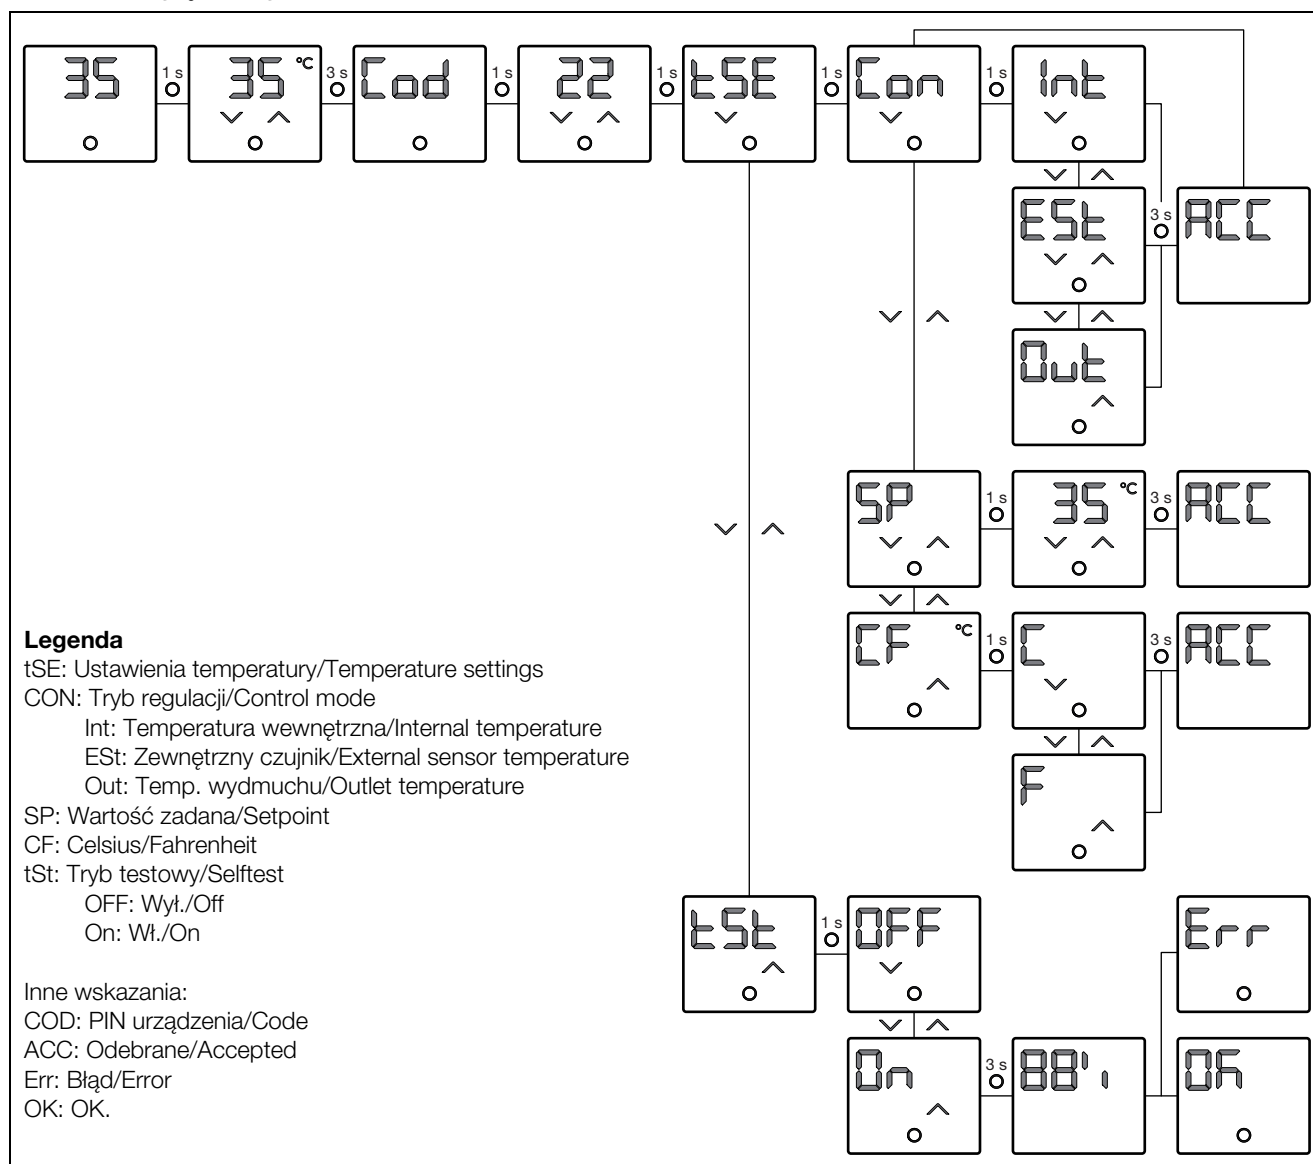 35
1 s
35 °C
3 s
Cod
1 s
22
1 s
tSE
1 s
Con
1 s
Int
ESt
3 s
ACC
Out
SP
1 s
35 °C
3 s
ACC
CF °C
1 s
C
3 s
ACC
F
Legenda
tSE: Ustawienia temperatury/Temperature settings
CON: Tryb regulacji/Control mode
Int: Temperatura wewnętrzna/Internal temperature
ESt: Zewnętrzny czujnik/External sensor temperature
Out: Temp. wydmuchu/Outlet temperature
SP: Wartość zadana/Setpoint
CF: Celsius/Fahrenheit
tSt: Tryb testowy/Selftest
OFF: Wył./Off
On: Wł./On
Inne wskazania:
COD: PIN urządzenia/Code
ACC: Odebrane/Accepted
Err: Błąd/Error
OK: OK.
tSt
1 s
OFF
Err
On
3 s
88
OK